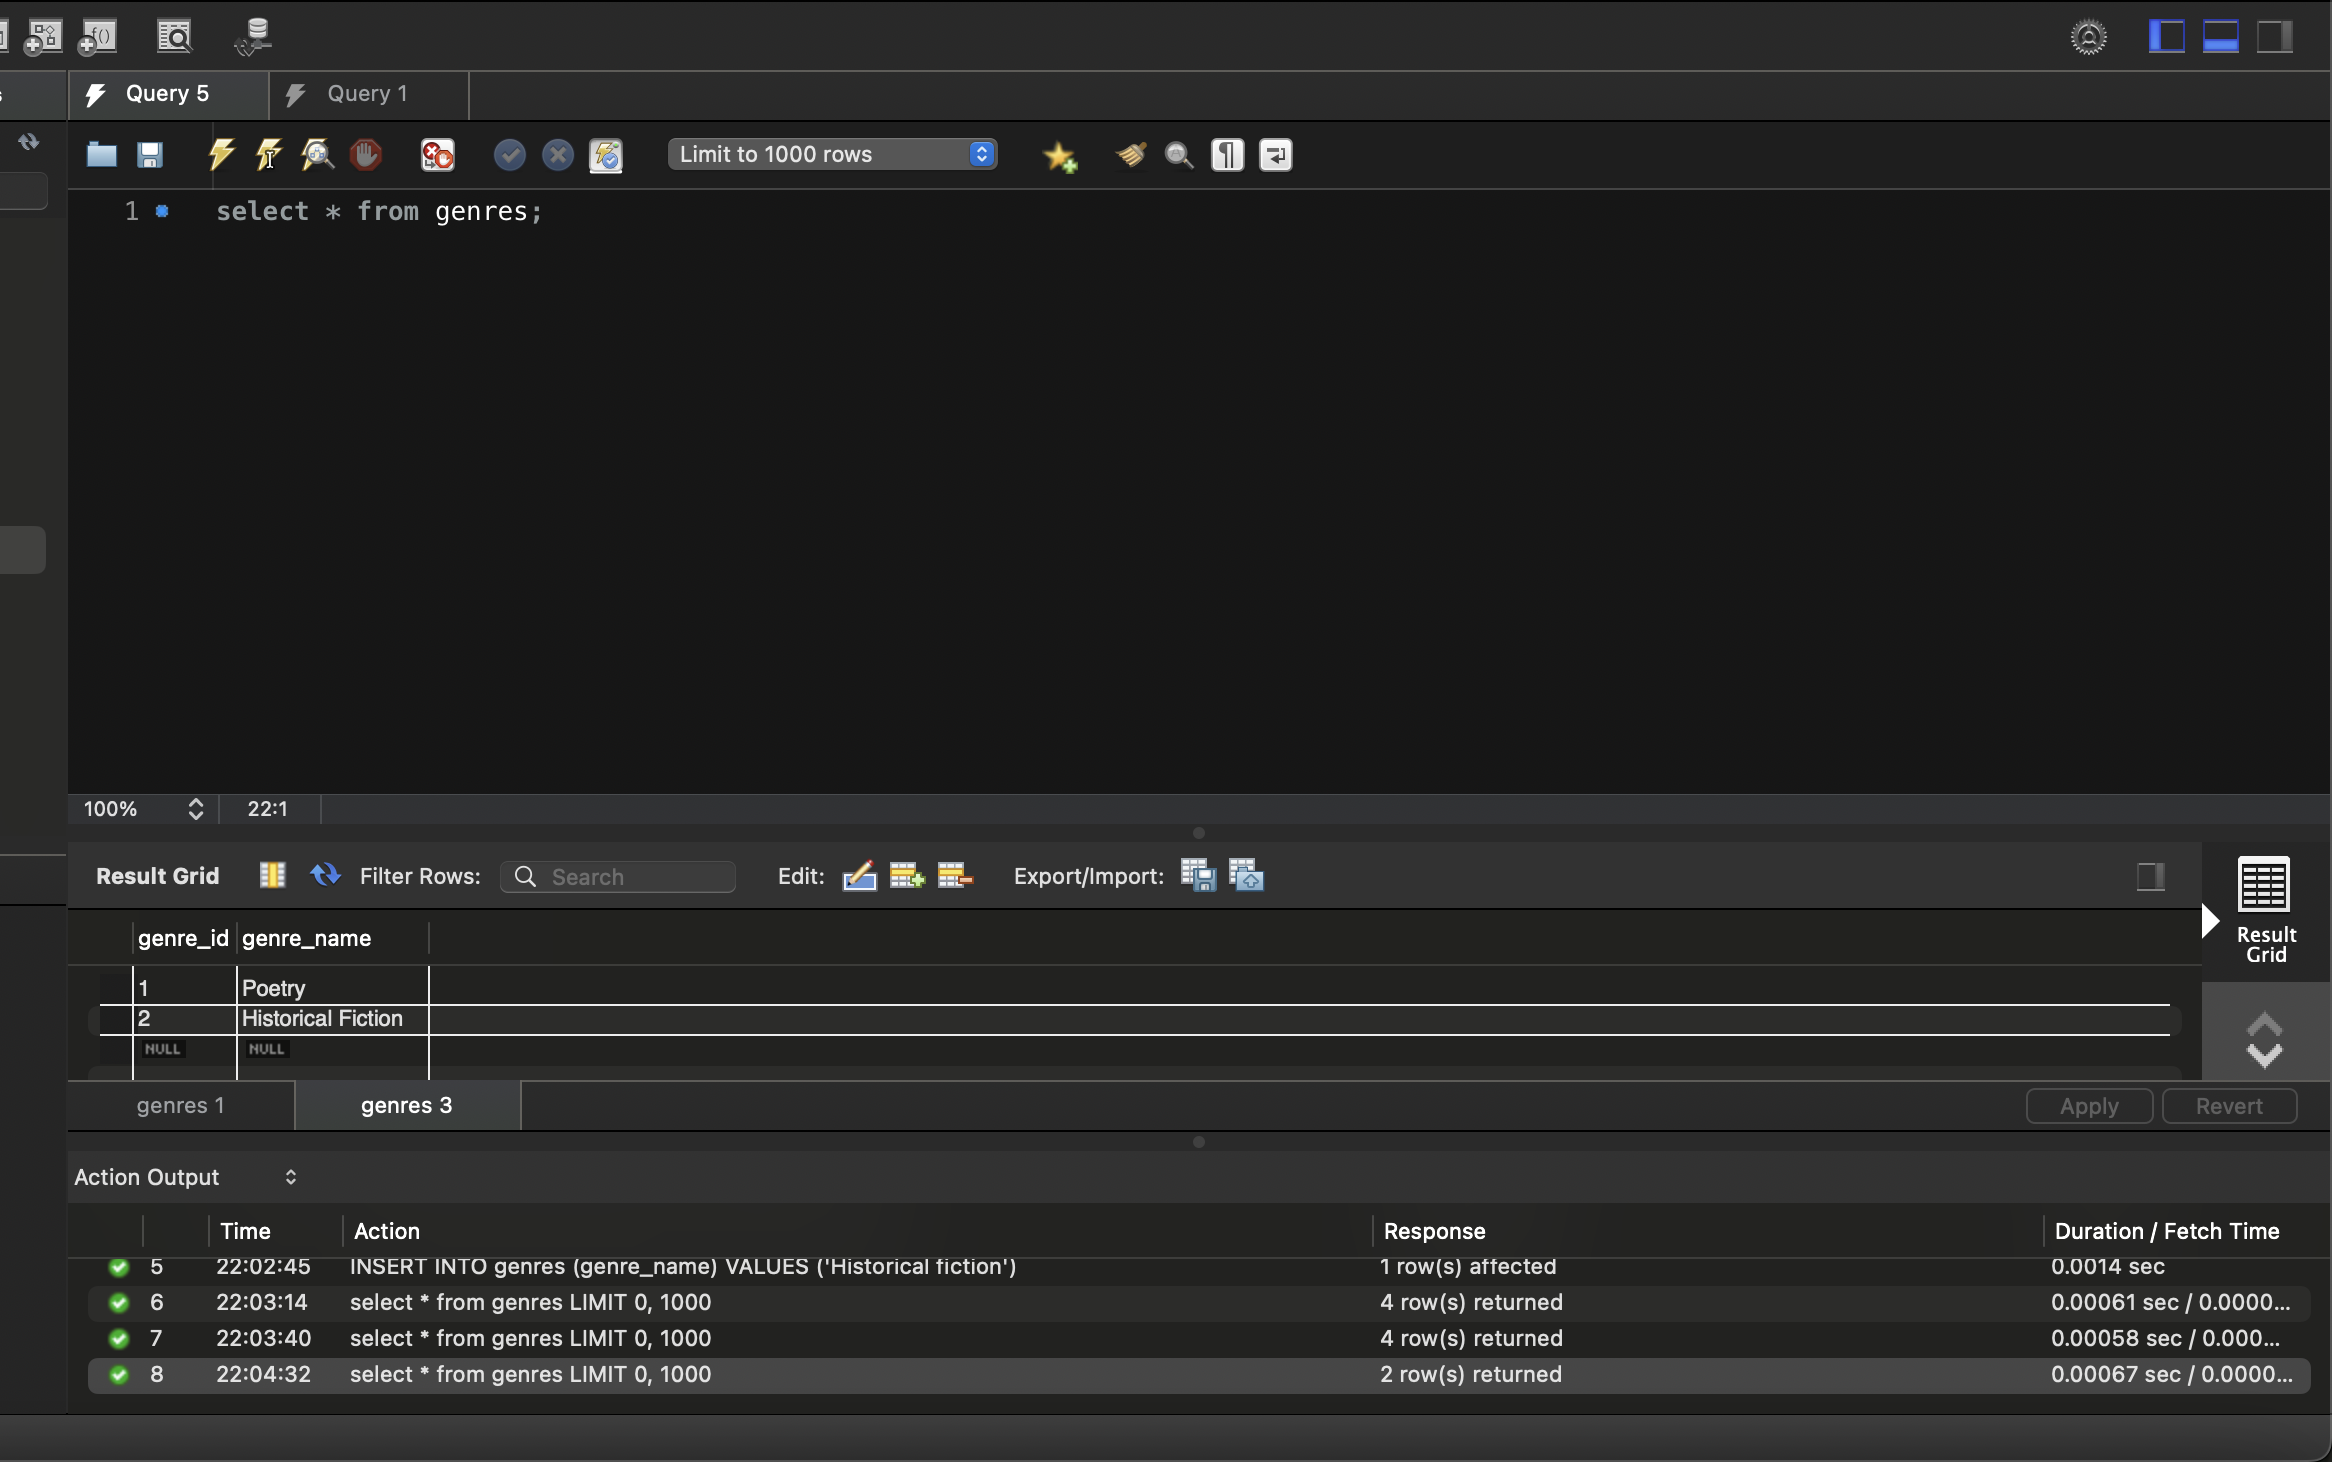 f()
Query 5
Query 1
Limit to 1000 rows
1 select * from genres;
100% 22:1
Result Grid Filter Rows: Search Edit: Export/Import:
Result Grid
genre_id genre_name
1 Poetry
2 Historical Fiction
NULL NULL
genres 1 genres 3 Apply Revert
Action Output
Time Action Response Duration / Fetch Time
5 22:02:45 INSERT INTO genres (genre_name) VALUES ('Historical fiction') 1 row(s) affected 0.0014 sec
6 22:03:14 select * from genres LIMIT 0, 1000 4 row(s) returned 0.00061 sec / 0.0000...
7 22:03:40 select * from genres LIMIT 0, 1000 4 row(s) returned 0.00058 sec / 0.000...
8 22:04:32 select * from genres LIMIT 0, 1000 2 row(s) returned 0.00067 sec / 0.0000...